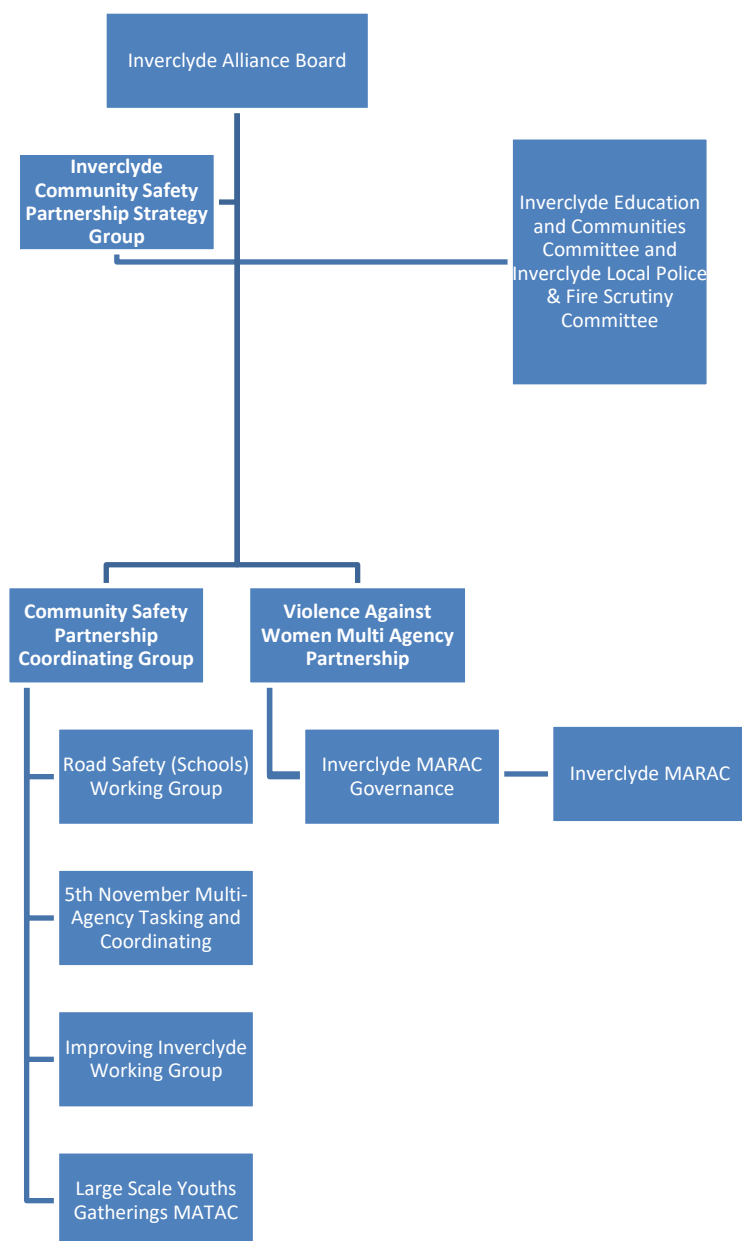 Inverclyde Alliance Board
Inverclyde
Community Safety
Partnership Strategy
Group
Inverclyde Education
and Communities
Committee and
Inverclyde Local Police
& Fire Scrutiny
Committee
Community Safety
Partnership
Coordinating Group
Violence Against
Women Multi Agency
Partnership
Road Safety (Schools)
Working Group
Inverclyde MARAC
Governance
Inverclyde MARAC
5th November Multi-
Agency Tasking and
Coordinating
Improving Inverclyde
Working Group
Large Scale Youths
Gatherings MATAC